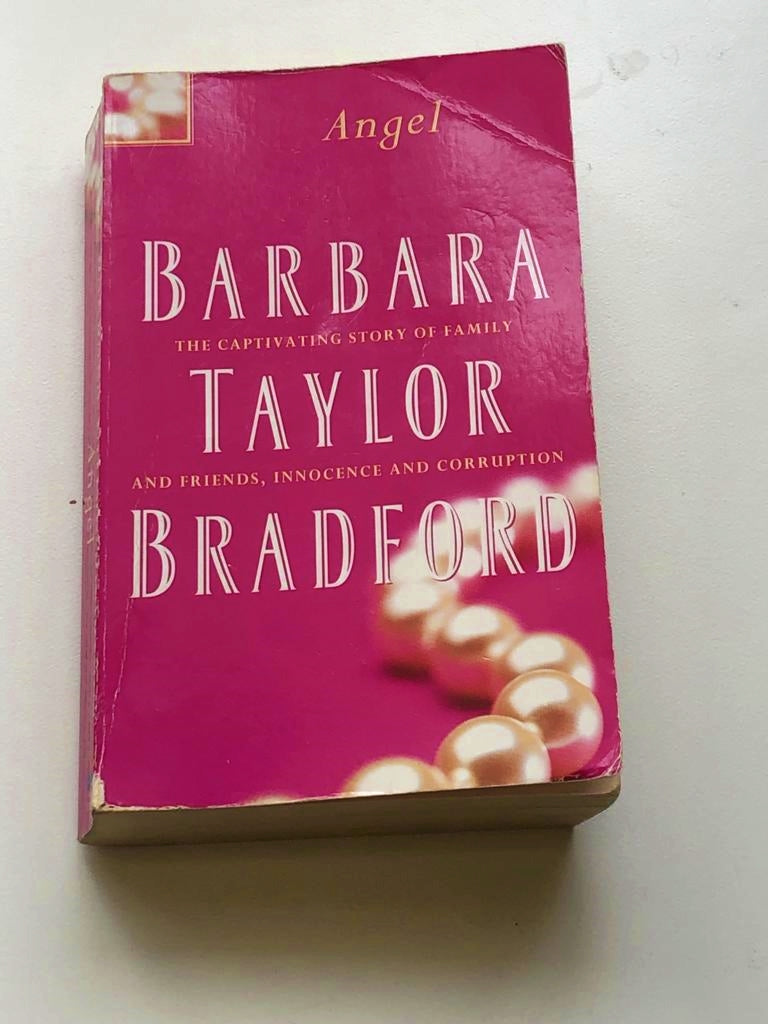 Angel
BARBARA
THE CAPTIVATING STORY OF FAMILY
TAYLOR
AND FRIENDS, INNOCENCE AND CORRUPTION
BRADFORD